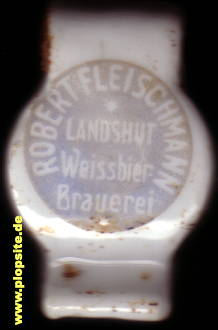 ROBERT FLEISCHMANN
LANDSHUT
Weissbier-
Brauerei
www.plopsite.de